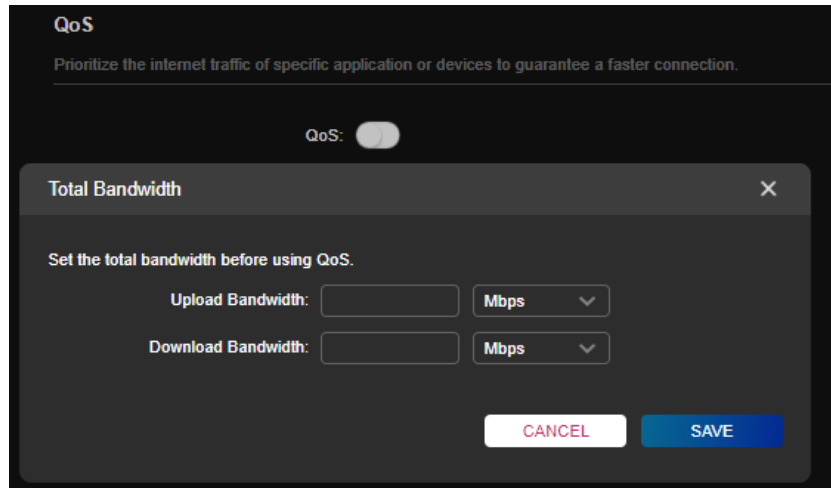 QoS
Prioritize the internet traffic of specific application or devices to guarantee a faster connection.
QoS:
Total Bandwidth
Set the total bandwidth before using QoS.
Upload Bandwidth: Mbps
Download Bandwidth: Mbps
CANCEL SAVE